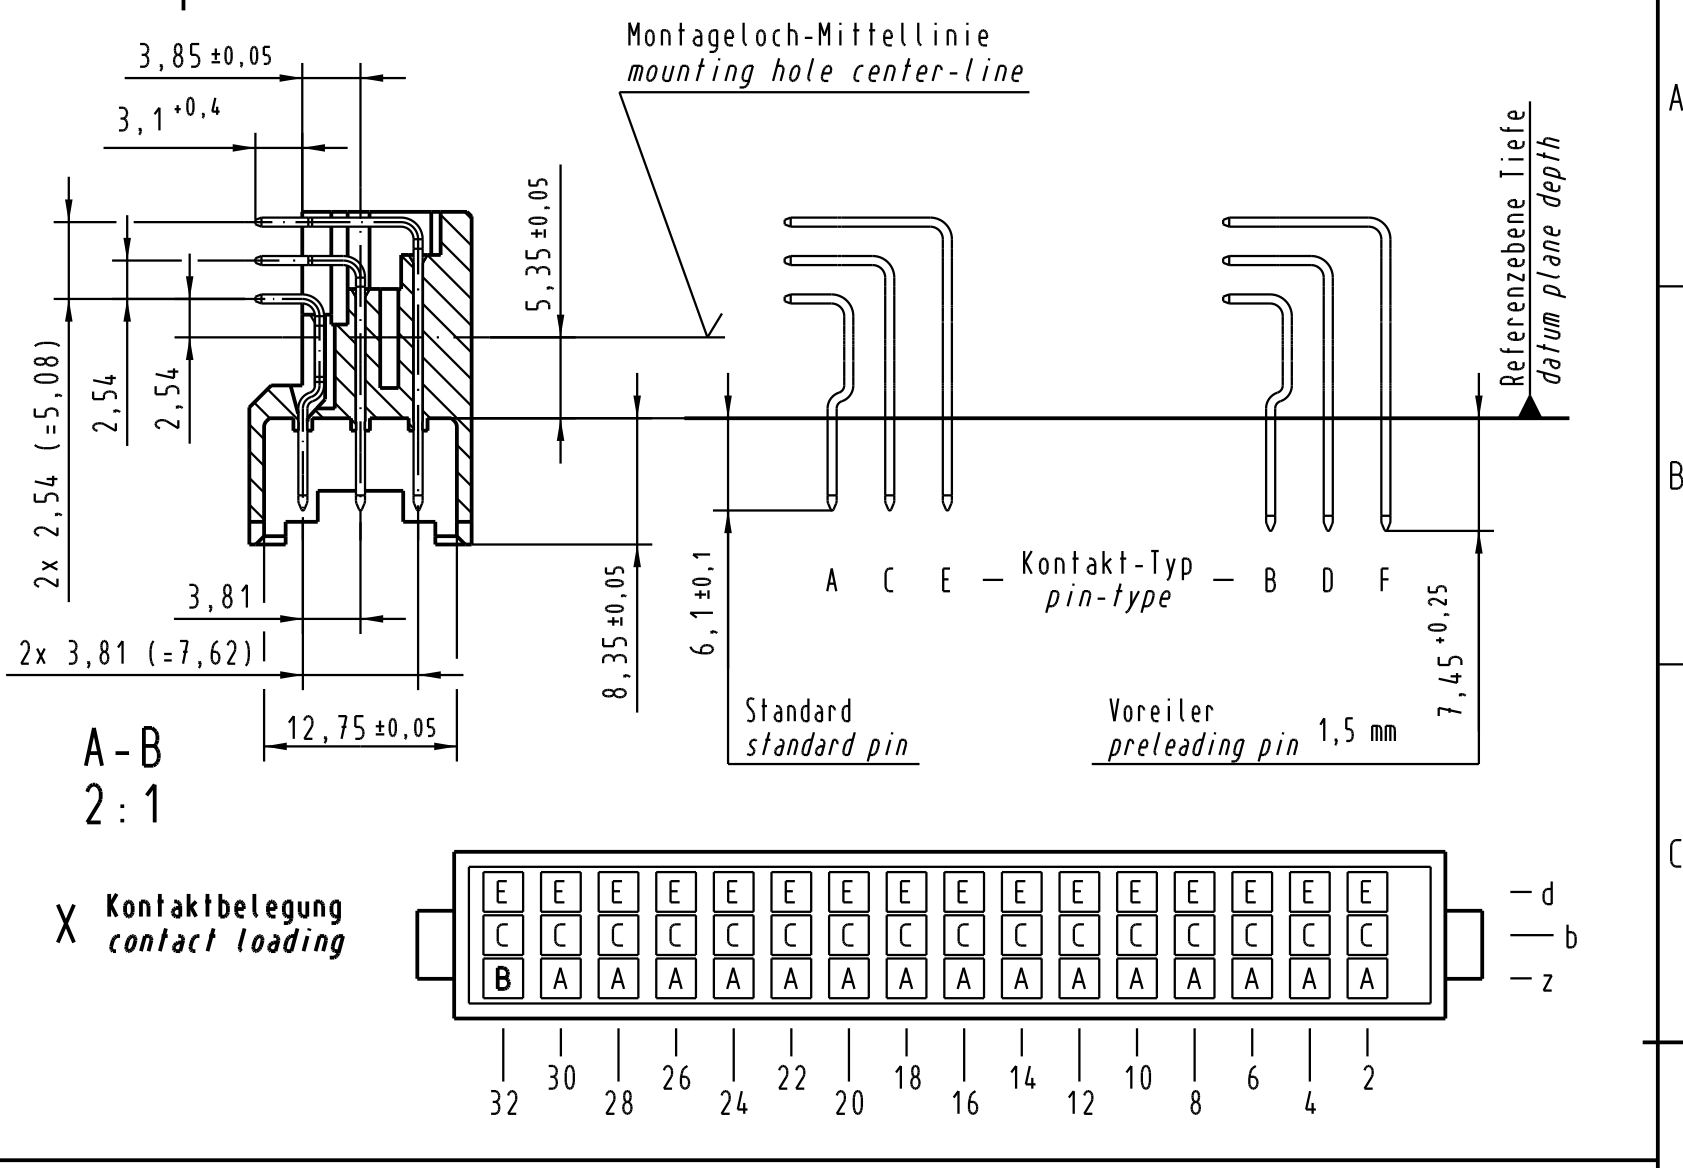 3,85 ±0,05
3,1 +0,4
Montageloch-Mittellinie
mounting hole center-line
A
5,35 ±0,05
Referenzebene Tiefe
datum plane depth
2x 2,54 (=5,08)
2,54
2,54
B
3,81
2x 3,81 (=7,62)
12,75 ±0,05
8,35 ±0,05
6,1 ±0,1
A C E – Kontakt-Typ – B D F
pin-type
7,45 +0,25
Standard
standard pin
Voreiler
preleading pin 1,5 mm
A-B
2:1
C
X Kontaktbelegung
contact loading
E E E E E E E E E E E E E E E E – d
C C C C C C C C C C C C C C C C — b
B A A A A A A A A A A A A A A A – z
30 26 22 18 14 10 6 2
32 28 24 20 16 12 8 4